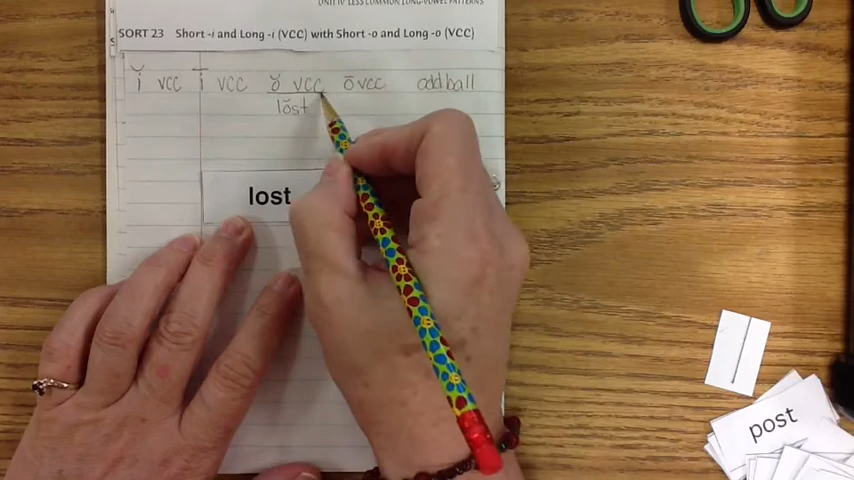 UNIT IV LESS COMMON LONG-VOWEL PATTERNS
SORT 23 Short -i and Long -i (VCC) with Short -o and Long -o (VCC)
ĭ VCC ī VCC ŏ VCC ō VCC oddball
lŏst
lost
post